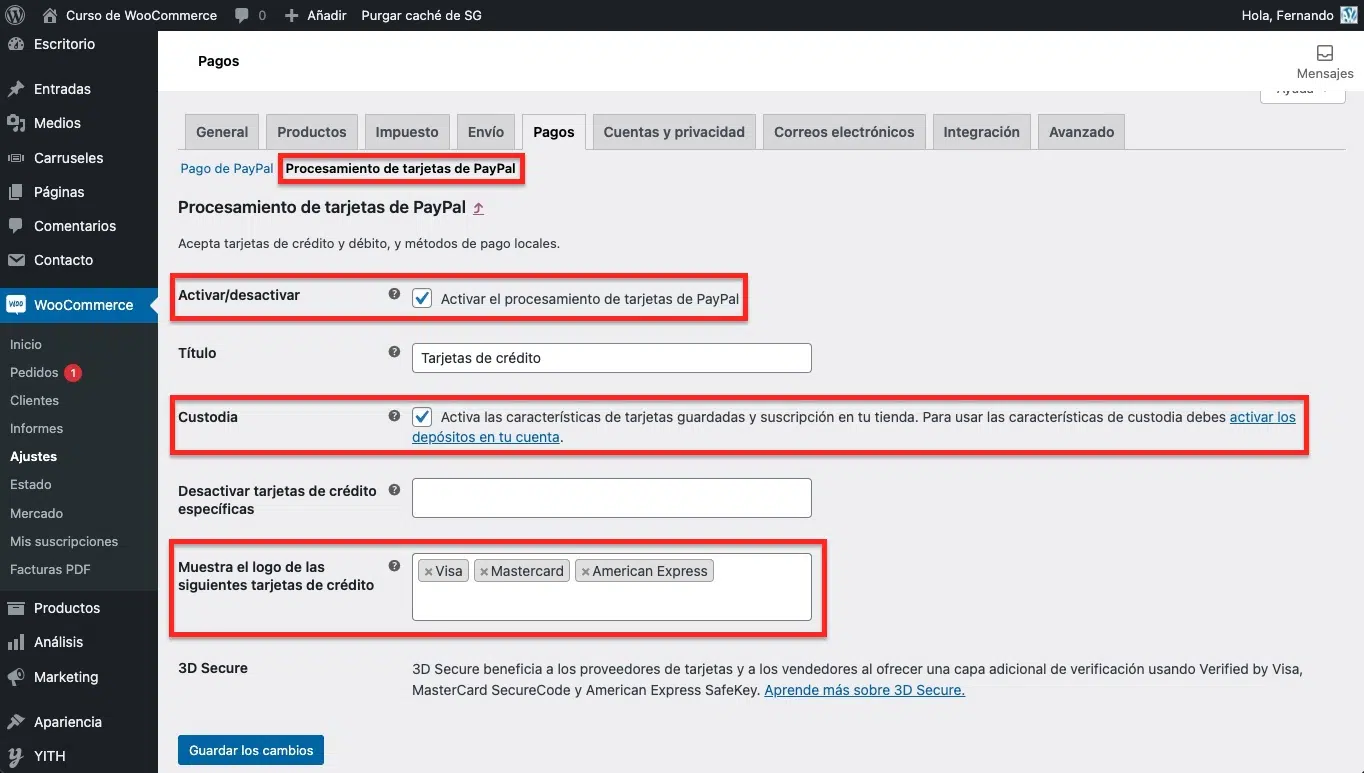 Curso de WooCommerce 0 Añadir Purgar caché de SG Hola, Fernando
Escritorio
Entradas
Medios
Carruseles
Páginas
Comentarios
Contacto
WooCommerce
Inicio
Pedidos 1
Clientes
Informes
Ajustes
Estado
Mercado
Mis suscripciones
Facturas PDF
Productos
Análisis
Marketing
Apariencia
YITH
Pagos
Mensajes
Ayuda
General Productos Impuesto Envío Pagos Cuentas y privacidad Correos electrónicos Integración Avanzado
Pago de PayPal Procesamiento de tarjetas de PayPal
Procesamiento de tarjetas de PayPal
Acepta tarjetas de crédito y débito, y métodos de pago locales.
Activar/desactivar Activar el procesamiento de tarjetas de PayPal
Título Tarjetas de crédito
Custodia Activa las características de tarjetas guardadas y suscripción en tu tienda. Para usar las características de custodia debes activar los
depósitos en tu cuenta.
Desactivar tarjetas de crédito
específicas
Muestra el logo de las
siguientes tarjetas de crédito
×Visa ×Mastercard ×American Express
3D Secure 3D Secure beneficia a los proveedores de tarjetas y a los vendedores al ofrecer una capa adicional de verificación usando Verified by Visa,
MasterCard SecureCode y American Express SafeKey. Aprende más sobre 3D Secure.
Guardar los cambios